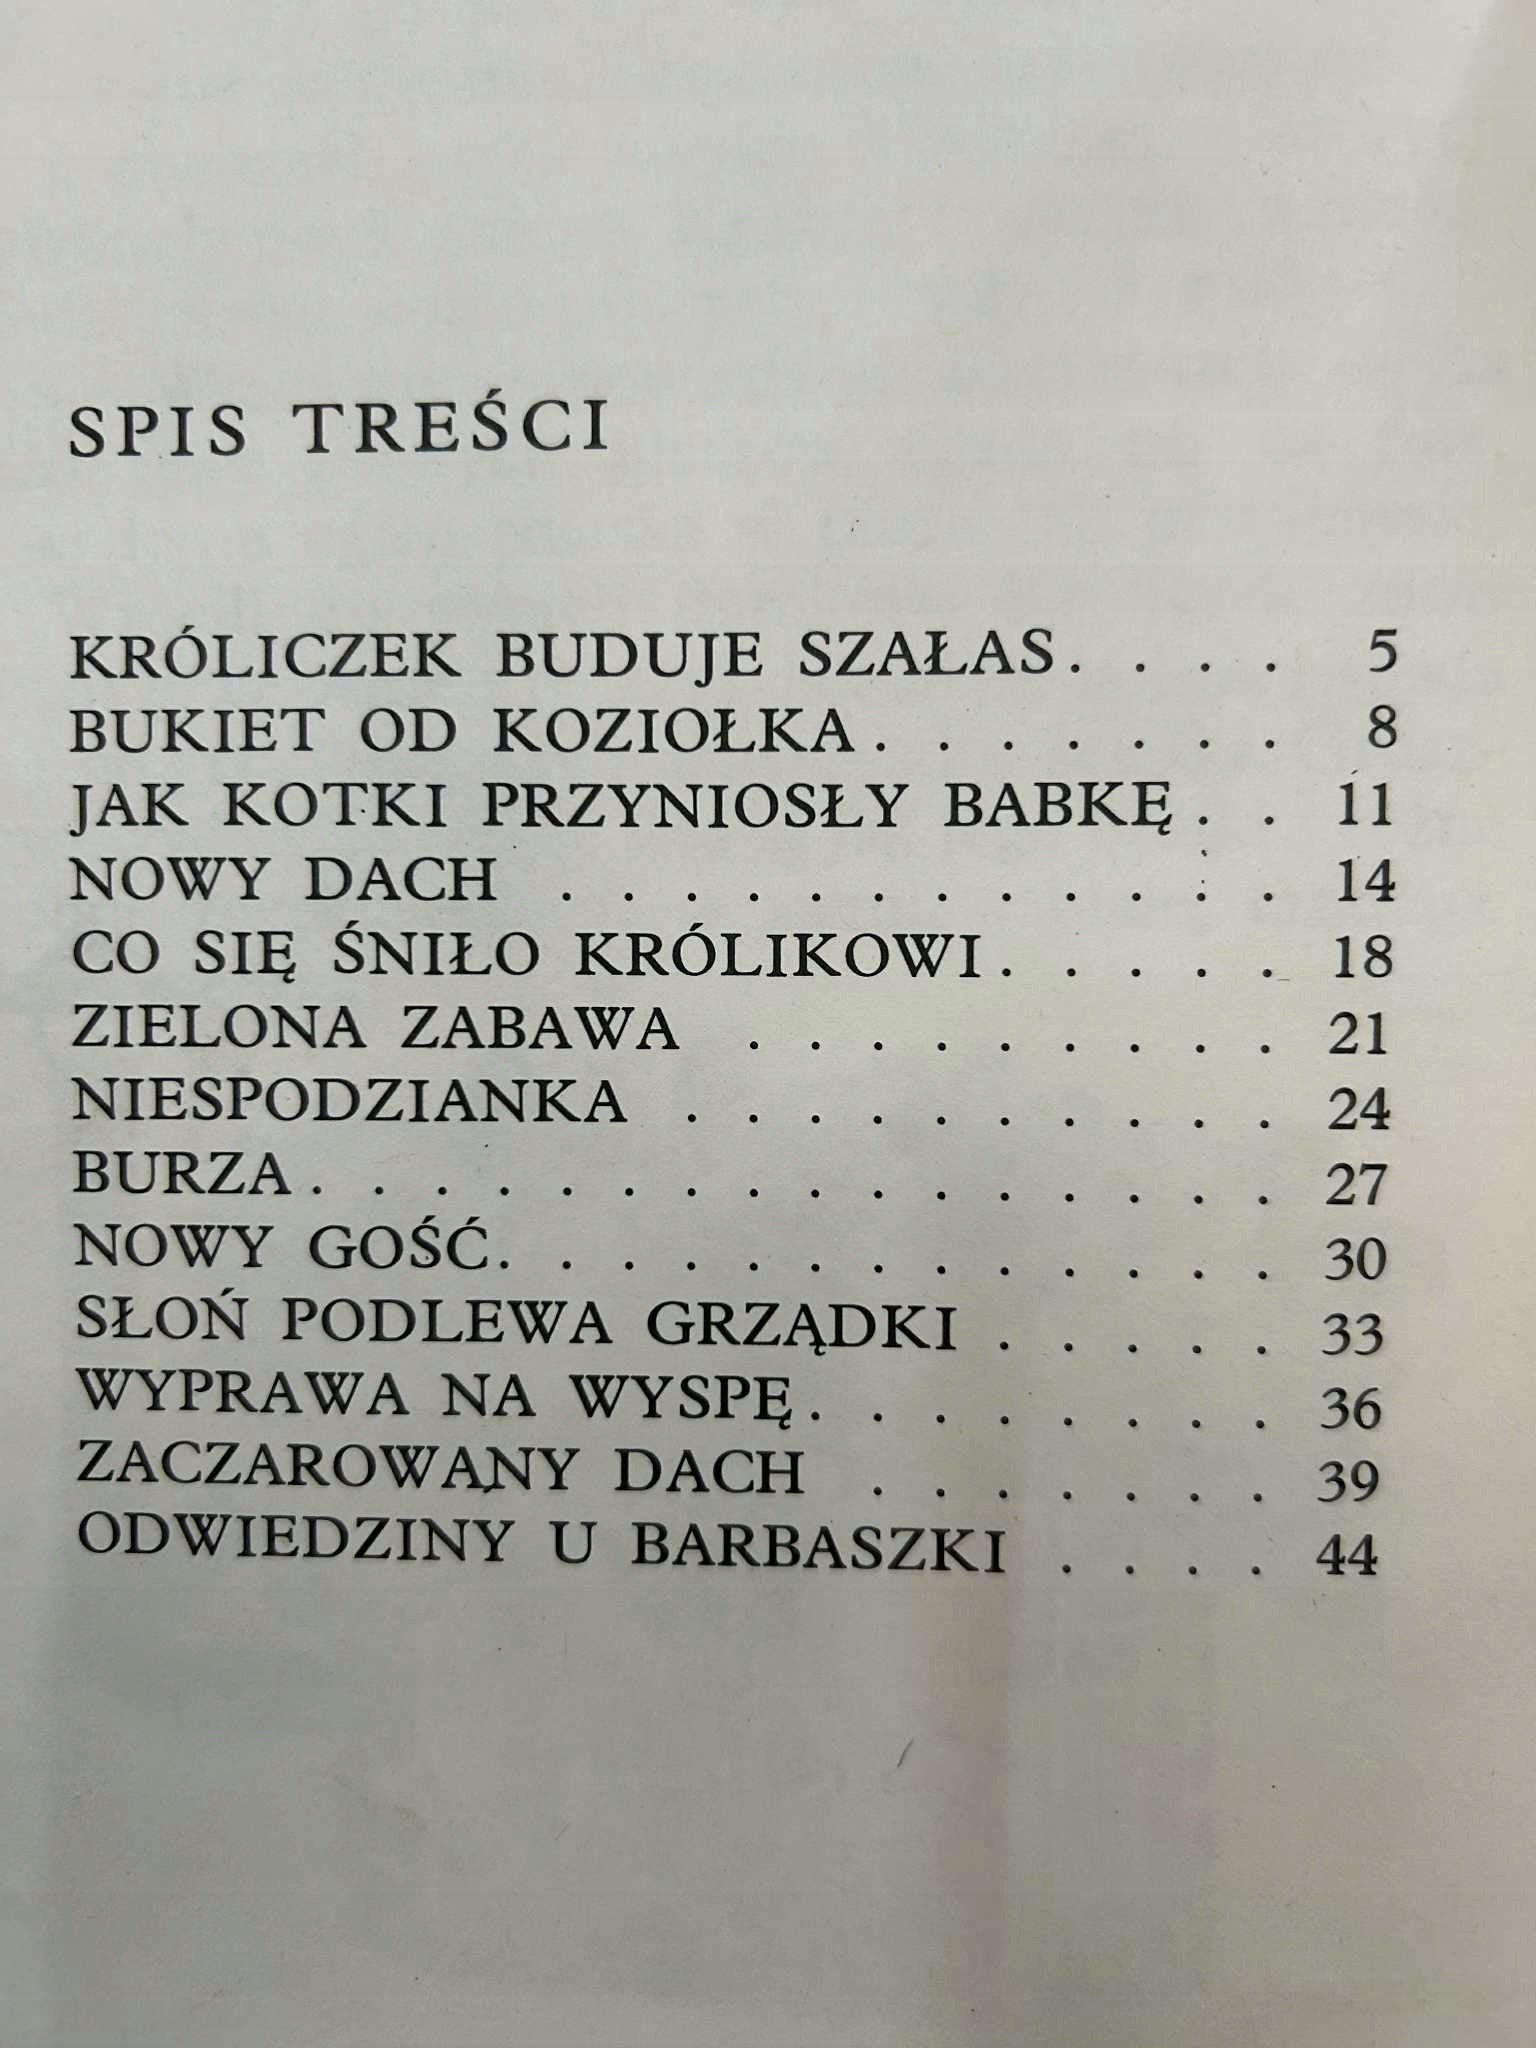 SPIS TREŚCI
KRÓLICZEK BUDUJE SZAŁAS . . . . 5
BUKIET OD KOZIOŁKA . . . . . . . 8
JAK KOTKI PRZYNIOSŁY BABKĘ . . 11
NOWY DACH . . . . . . . . . . . . 14
CO SIĘ ŚNIŁO KRÓLIKOWI . . . . . 18
ZIELONA ZABAWA . . . . . . . . . 21
NIESPODZIANKA . . . . . . . . . . 24
BURZA . . . . . . . . . . . . . . . . 27
NOWY GOŚĆ . . . . . . . . . . . . . 30
SŁOŃ PODLEWA GRZĄDKI . . . . . 33
WYPRAWA NA WYSPĘ . . . . . . . . 36
ZACZAROWANY DACH . . . . . . . 39
ODWIEDZINY U BARBASZKI . . . . 44